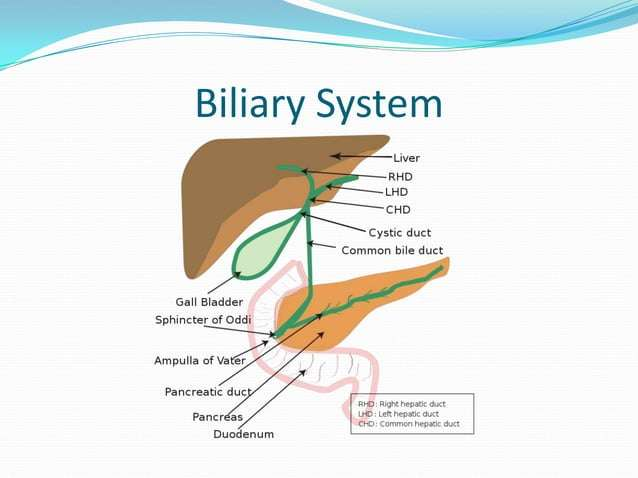 Biliary System
Liver
RHD
LHD
CHD
Cystic duct
Common bile duct
Gall Bladder
Sphincter of Oddi
Ampulla of Vater
Pancreatic duct
Pancreas
Duodenum
RHD: Right hepatic duct
LHD: Left hepatic duct
CHD: Common hepatic duct